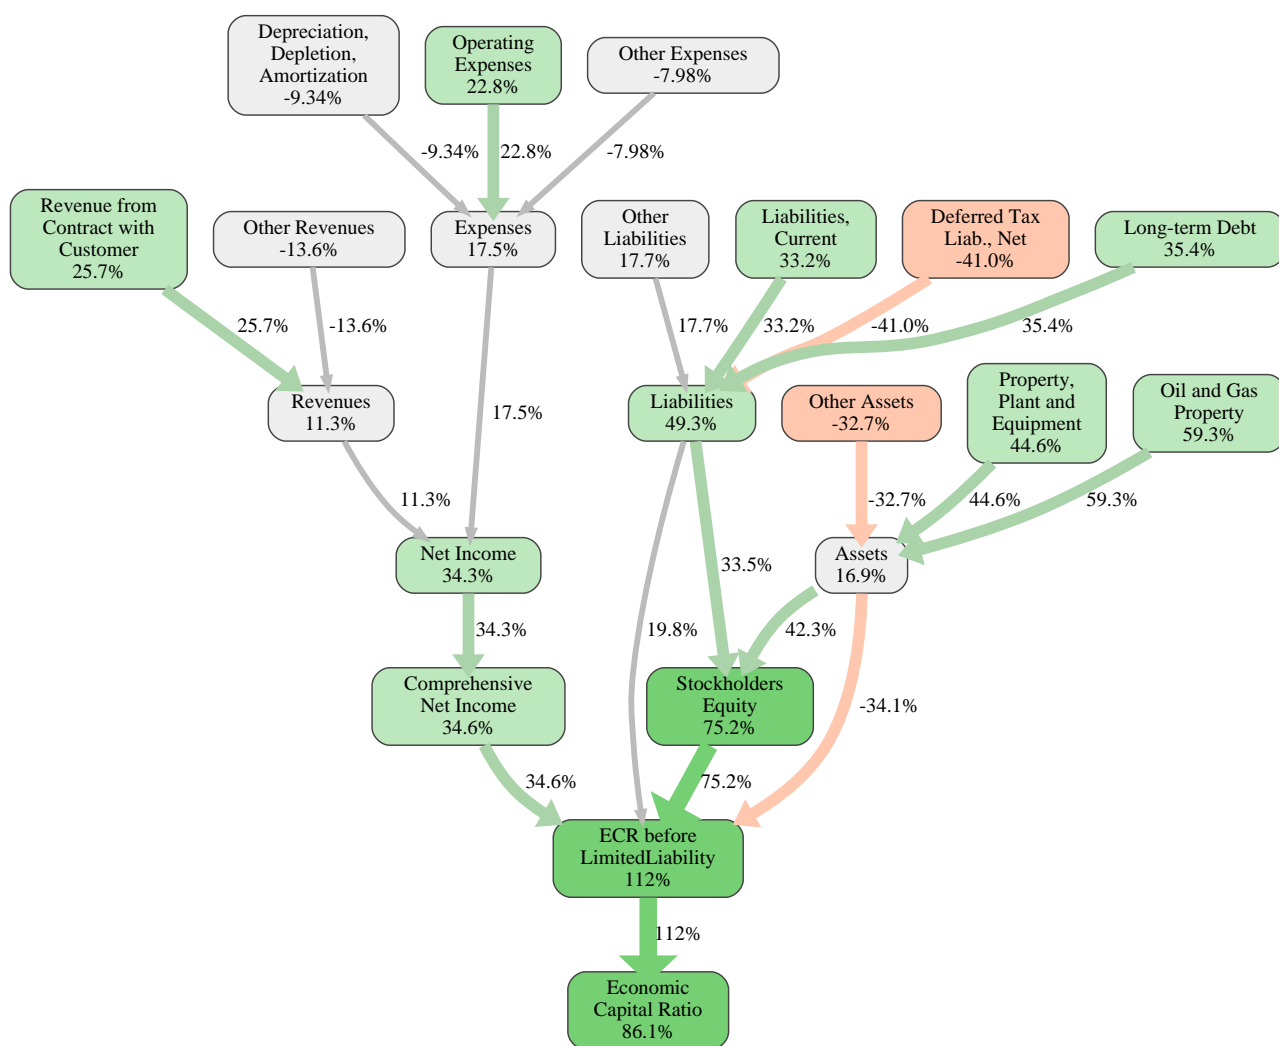 Depreciation,
Depletion,
Amortization
-9.34%
Operating
Expenses
22.8%
Other Expenses
-7.98%
-9.34%
22.8%
-7.98%
Revenue from
Contract with
Customer
25.7%
Other Revenues
-13.6%
Expenses
17.5%
Other
Liabilities
17.7%
Liabilities,
Current
33.2%
Deferred Tax
Liab., Net
-41.0%
Long-term Debt
35.4%
25.7%
-13.6%
17.7%
33.2%
-41.0%
35.4%
Revenues
11.3%
17.5%
Liabilities
49.3%
Other Assets
-32.7%
Property,
Plant and
Equipment
44.6%
Oil and Gas
Property
59.3%
11.3%
-32.7%
44.6%
59.3%
Net Income
34.3%
33.5%
Assets
16.9%
34.3%
19.8%
42.3%
Comprehensive
Net Income
34.6%
Stockholders
Equity
75.2%
-34.1%
34.6%
75.2%
ECR before
LimitedLiability
112%
112%
Economic
Capital Ratio
86.1%